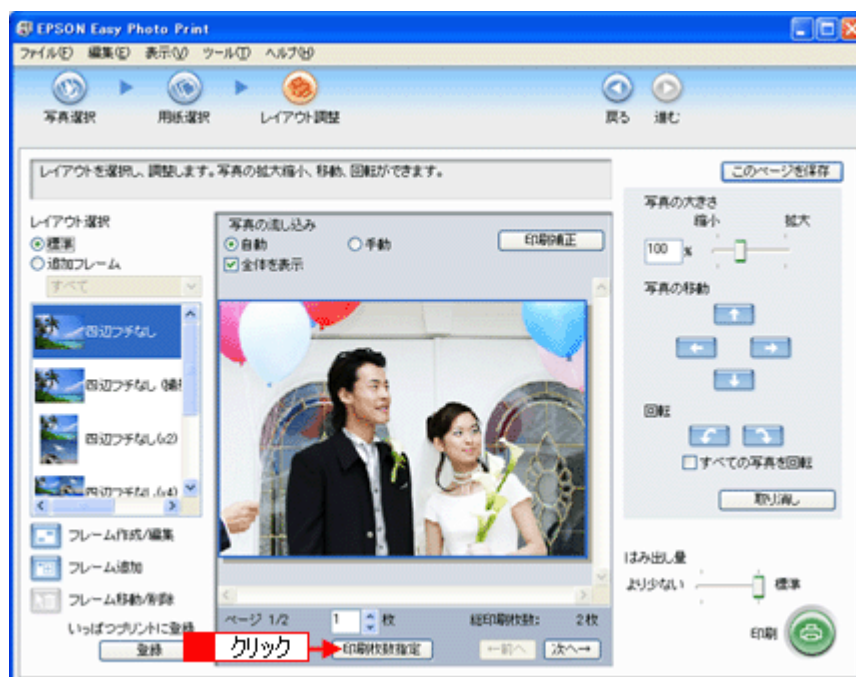 EPSON Easy Photo Print
ファイル(F) 編集(E) 表示(V) ツール(T) ヘルプ(H)
写真選択 用紙選択 レイアウト調整 戻る 進む
レイアウトを選択し、調整します。写真の拡大縮小、移動、回転ができます。
このページを保存
レイアウト選択
標準
追加フレーム
すべて
四辺フチなし
四辺フチなし
四辺フチなし(x2)
四辺フチなし(x4)
フレーム作成/編集
フレーム追加
フレーム移動/削除
いっぱつプリントに登録
登録
写真の流し込み
自動 手動 印刷補正
全体を表示
ページ 1/2 1 枚 総印刷枚数: 2枚
クリック
印刷枚数指定 ←前へ 次へ→
写真の大きさ
縮小 拡大
100 %
写真の移動
回転
すべての写真を回転
取り消し
はみ出し量
より少ない 標準
印刷